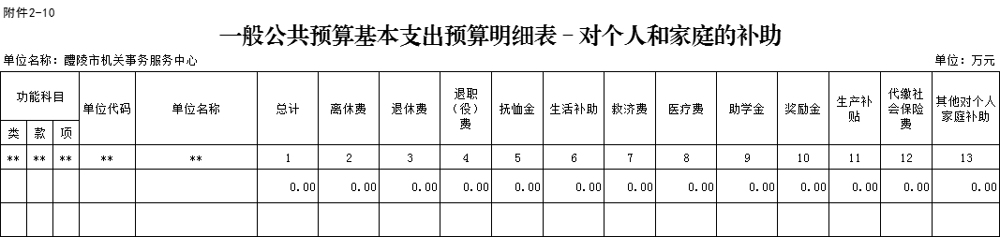 附件2-10
一般公共预算基本支出预算明细表－对个人和家庭的补助
单位名称：醴陵市机关事务服务中心 单位：万元
功能科目 单位代码 单位名称 总计 离休费 退休费 退职（役）费 抚恤金 生活补助 救济费 医疗费 助学金 奖励金 生产补贴 代缴社会保险费 其他对个人家庭补助
类 款 项
** ** ** ** ** 1 2 3 4 5 6 7 8 9 10 11 12 13
0.00 0.00 0.00 0.00 0.00 0.00 0.00 0.00 0.00 0.00 0.00 0.00 0.00